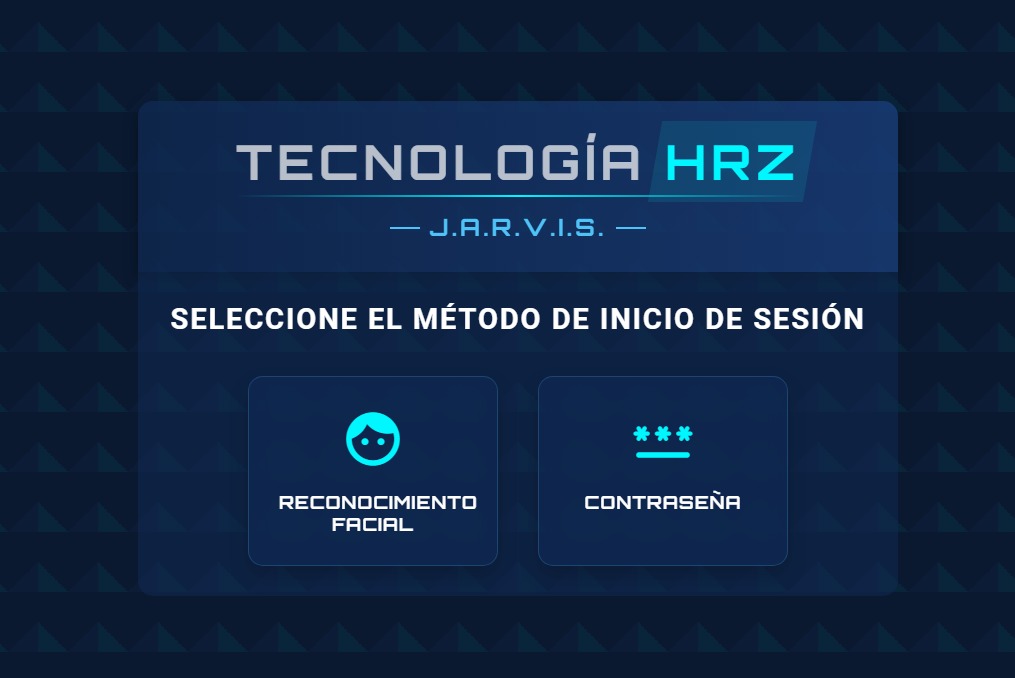 TECNOLOGÍA HRZ
J.A.R.V.I.S.
SELECCIONE EL MÉTODO DE INICIO DE SESIÓN
RECONOCIMIENTO
FACIAL
***
CONTRASEÑA